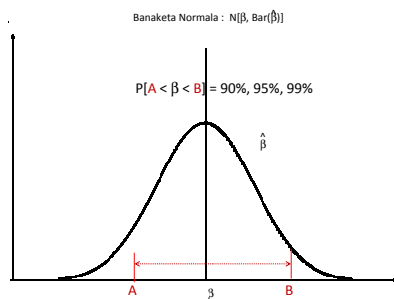 Banaketa Normala : N[β, Bar(β̂)]
P[A < β < B] = 90%, 95%, 99%
β̂
A β B